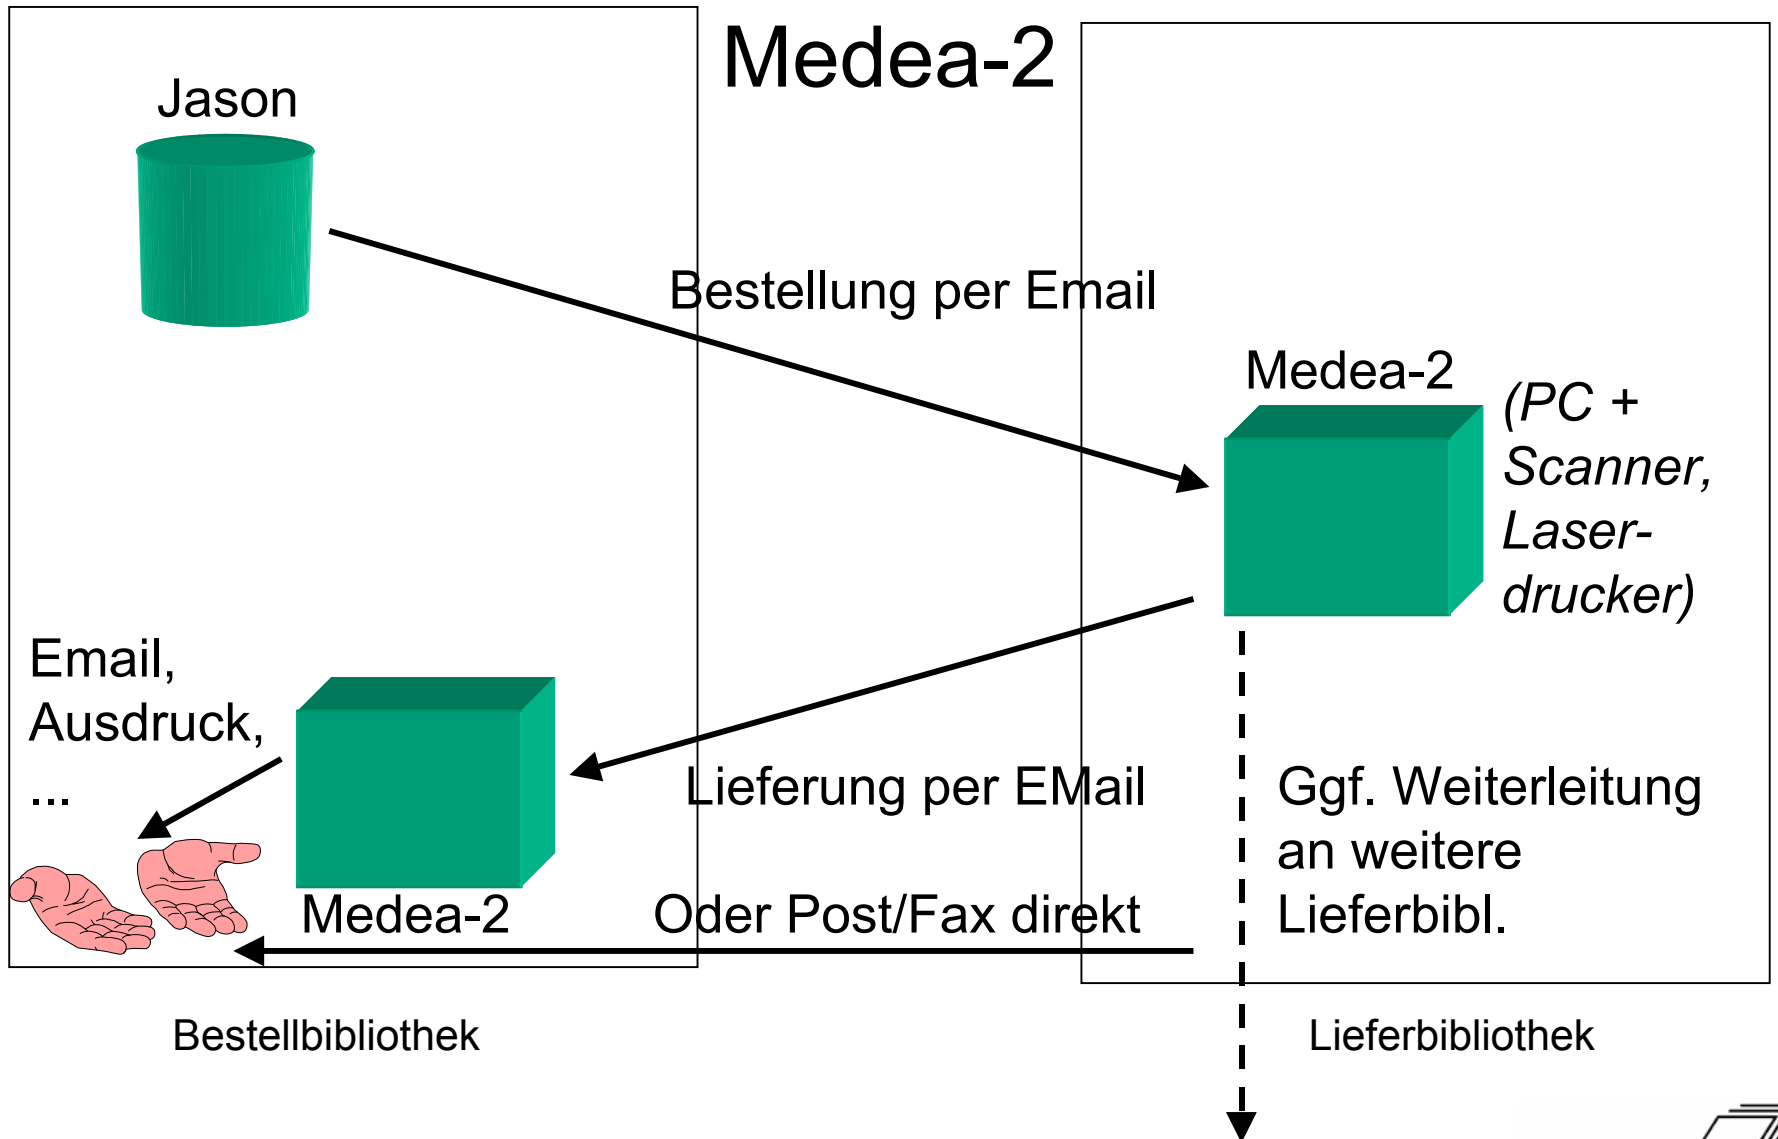 Medea-2
Jason
Bestellung per Email
Medea-2
(PC +
Scanner,
Laser-
drucker)
Email,
Ausdruck,
...
Lieferung per EMail
Ggf. Weiterleitung
an weitere
Lieferbibl.
Medea-2
Oder Post/Fax direkt
Bestellbibliothek
Lieferbibliothek